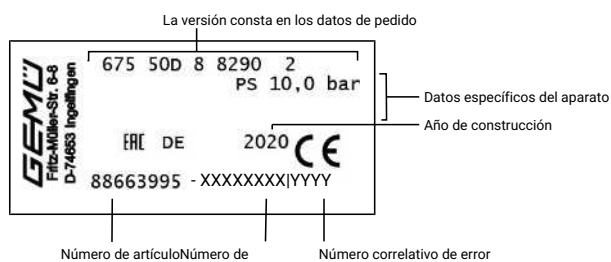 La versión consta en los datos de pedido
GEMÜ
Fritz-Müller-Str. 6-8
D-74653 Ingelfingen
675 50D 8 8290 2
PS 10,0 bar
Datos específicos del aparato
Año de construcción
EAC DE 2020 CE
88663995 - XXXXXXXX|YYYY
Número de artículoNúmero de Número correlativo de error